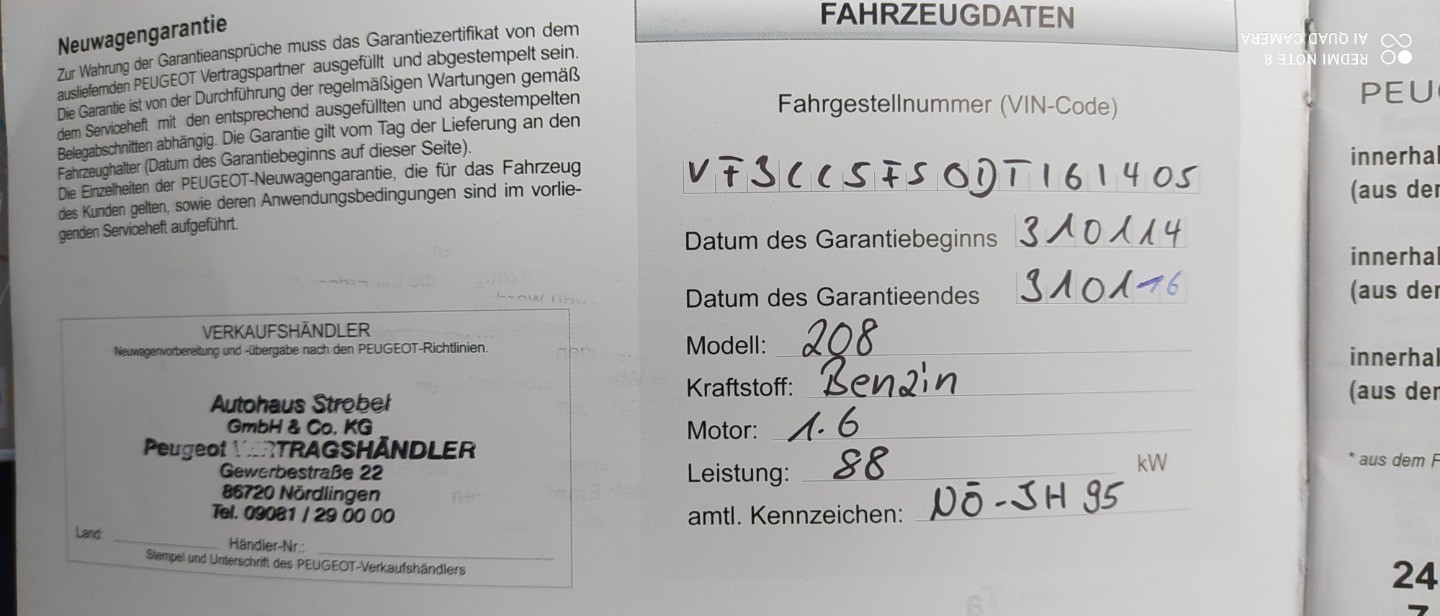 Neuwagengarantie
Zur Wahrung der Garantieansprüche muss das Garantiezertifikat von dem
ausliefernden PEUGEOT Vertragspartner ausgefüllt und abgestempelt sein.
Die Garantie ist von der Durchführung der regelmäßigen Wartungen gemäß
dem Serviceheft mit den entsprechend ausgefüllten und abgestempelten
Belegabschnitten abhängig. Die Garantie gilt vom Tag der Lieferung an den
Fahrzeughalter (Datum des Garantiebeginns auf dieser Seite).
Die Einzelheiten der PEUGEOT-Neuwagengarantie, die für das Fahrzeug
des Kunden gelten, sowie deren Anwendungsbedingungen sind im vorlie-
genden Serviceheft aufgeführt.
VERKAUFSHÄNDLER
Neuwagenvorbereitung und -übergabe nach den PEUGEOT-Richtlinien.
Autohaus Strobel
GmbH & Co. KG
Peugeot VERTRAGSHÄNDLER
Gewerbestraße 22
86720 Nördlingen
Tel. 09081 / 29 00 00
Land:
Händler-Nr.:
Stempel und Unterschrift des PEUGEOT-Verkaufshändlers
FAHRZEUGDATEN
Fahrgestellnummer (VIN-Code)
VF3CC5FS0DT161405
Datum des Garantiebeginns 310114
Datum des Garantieendes 310116
Modell: 208
Kraftstoff: Benzin
Motor: 1.6
Leistung: 88 kW
amtl. Kennzeichen: NÖ-JH 95
REDMI NOTE 8
AI QUAD CAMERA
PEU
innerhal
(aus der
innerhal
(aus der
innerhal
(aus der
* aus dem F
24